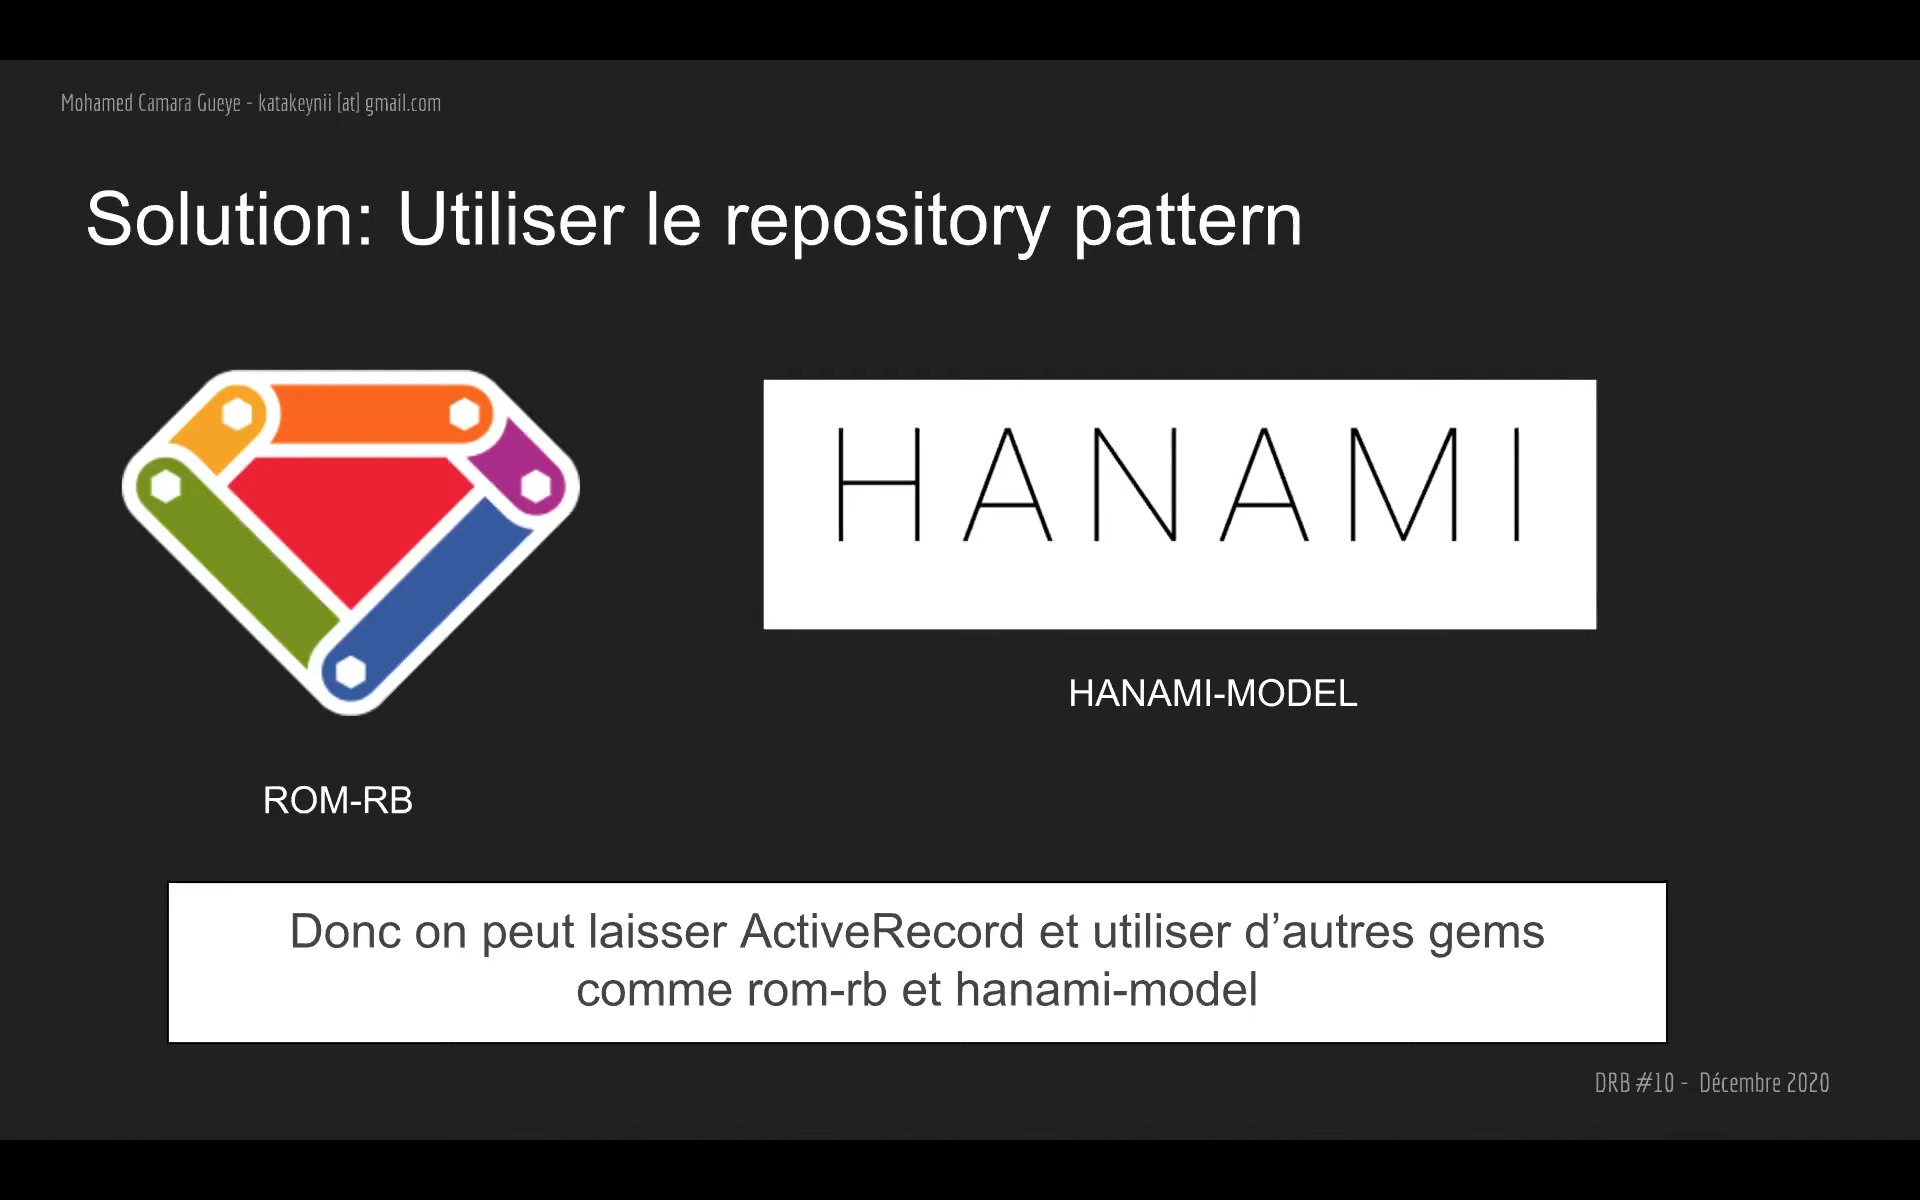 Mohamed Camara Gueye - katakeynii [at] gmail.com
Solution: Utiliser le repository pattern
HANAMI
HANAMI-MODEL
ROM-RB
Donc on peut laisser ActiveRecord et utiliser d’autres gems
comme rom-rb et hanami-model
DRB #10 - Décembre 2020